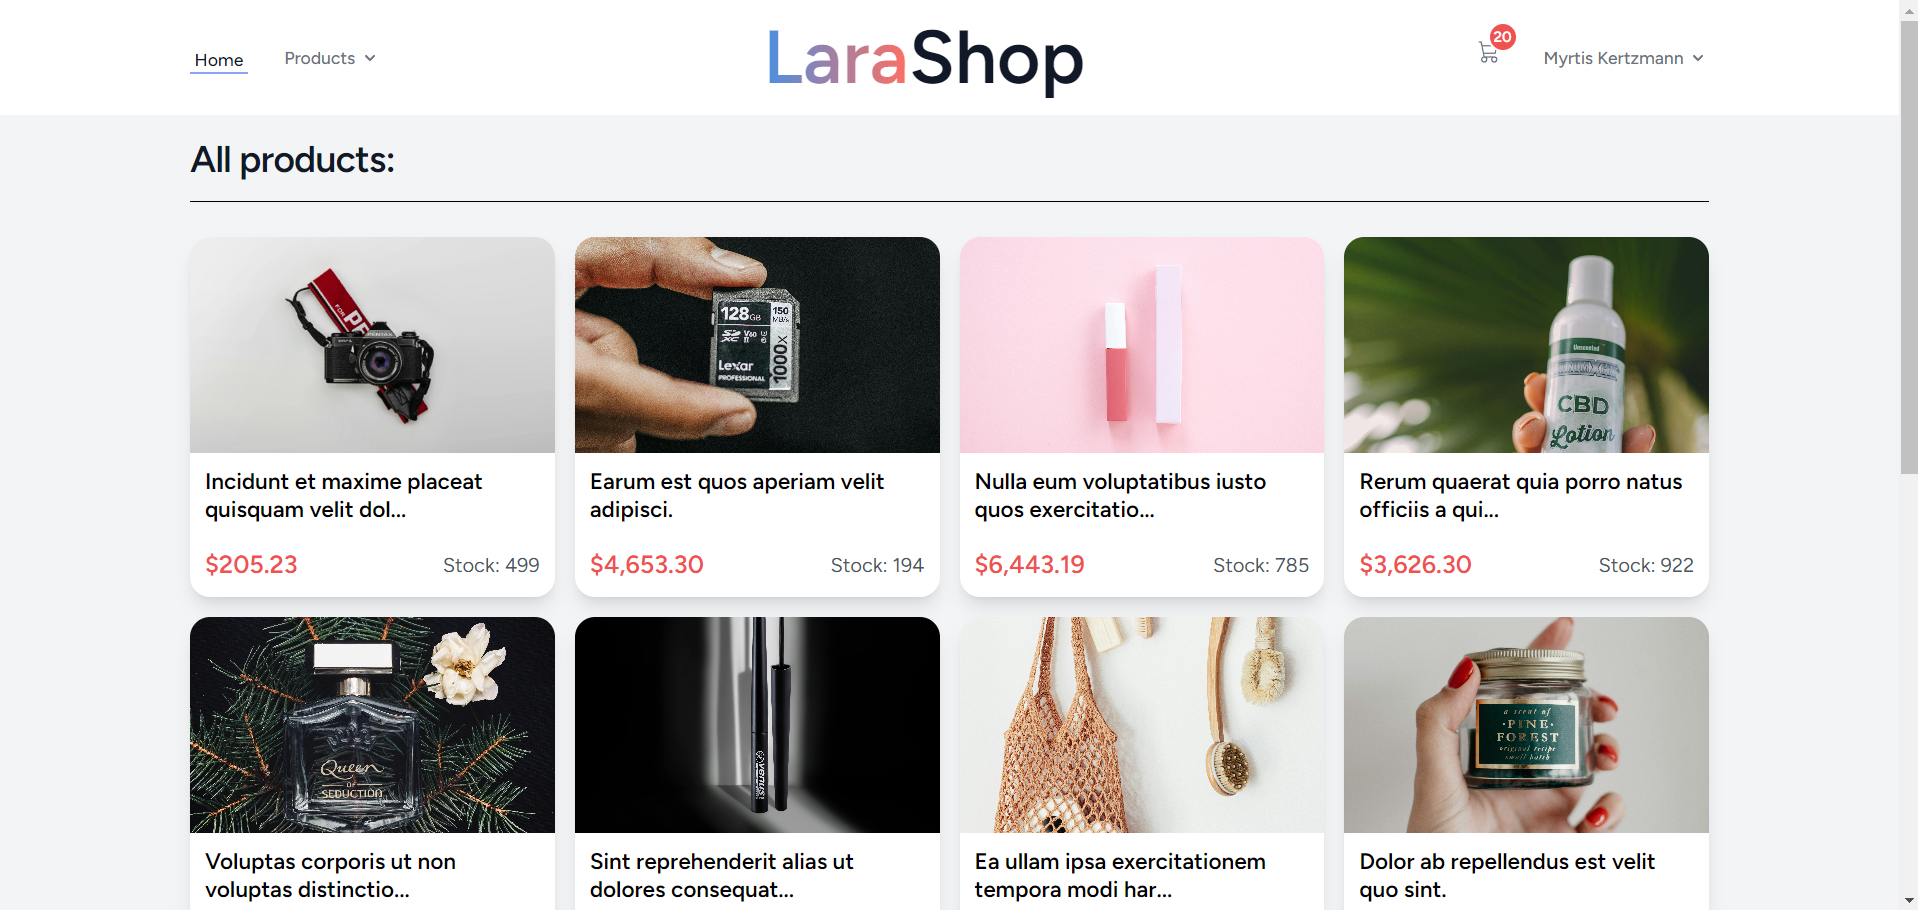 Home
Products
LaraShop
20
Myrtis Kertzmann
All products:
FOR
PENTAX
128GB
150
MB/s
V60
II
1000x
Lexar
PROFESSIONAL
Unscented
CBD
Lotion
Incidunt et maxime placeat
quisquam velit dol...
$205.23
Stock: 499
Earum est quos aperiam velit
adipisci.
$4,653.30
Stock: 194
Nulla eum voluptatibus iusto
quos exercitatio...
$6,443.19
Stock: 785
Rerum quaerat quia porro natus
officiis a qui...
$3,626.30
Stock: 922
Queen
OF
SEDUCTION
venus
a scent of
·PINE·
FOREST
original recipe
small batch
Voluptas corporis ut non
voluptas distinctio...
Sint reprehenderit alias ut
dolores consequat...
Ea ullam ipsa exercitationem
tempora modi har...
Dolor ab repellendus est velit
quo sint.